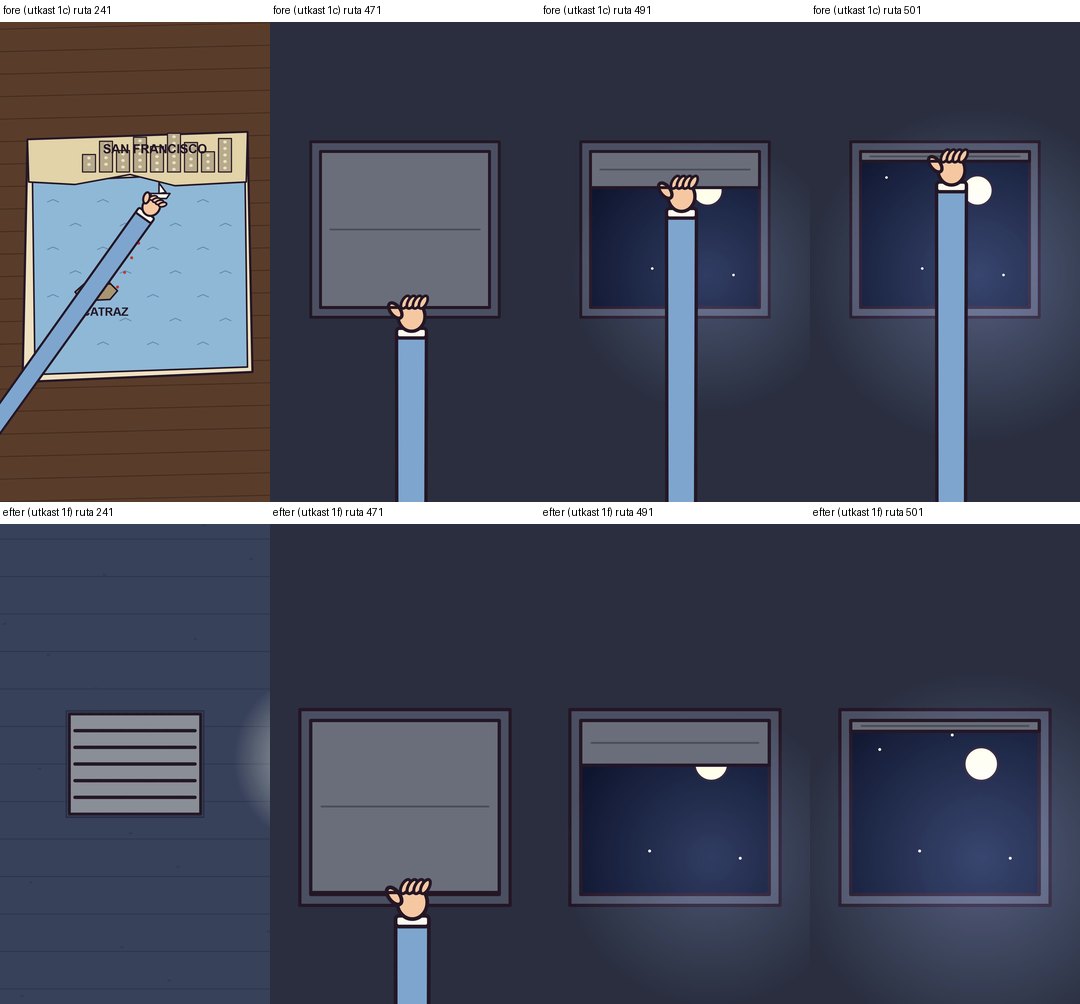 fore (utkast 1c) ruta 241
fore (utkast 1c) ruta 471
fore (utkast 1c) ruta 491
fore (utkast 1c) ruta 501
SAN FRANCISCO
CATRAZ
efter (utkast 1f) ruta 241
efter (utkast 1f) ruta 471
efter (utkast 1f) ruta 491
efter (utkast 1f) ruta 501